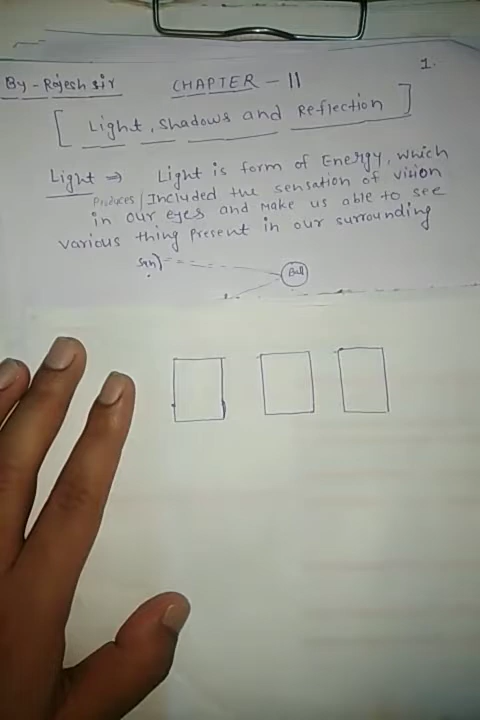 1.
By - Rajesh sir CHAPTER - 11
[ Light, Shadows and Reflection ]
Light ⇒ Light is form of Energy, which
Produces / Included the sensation of vision
in our eyes and make us able to see
various thing present in our surrounding
Sun
Ball